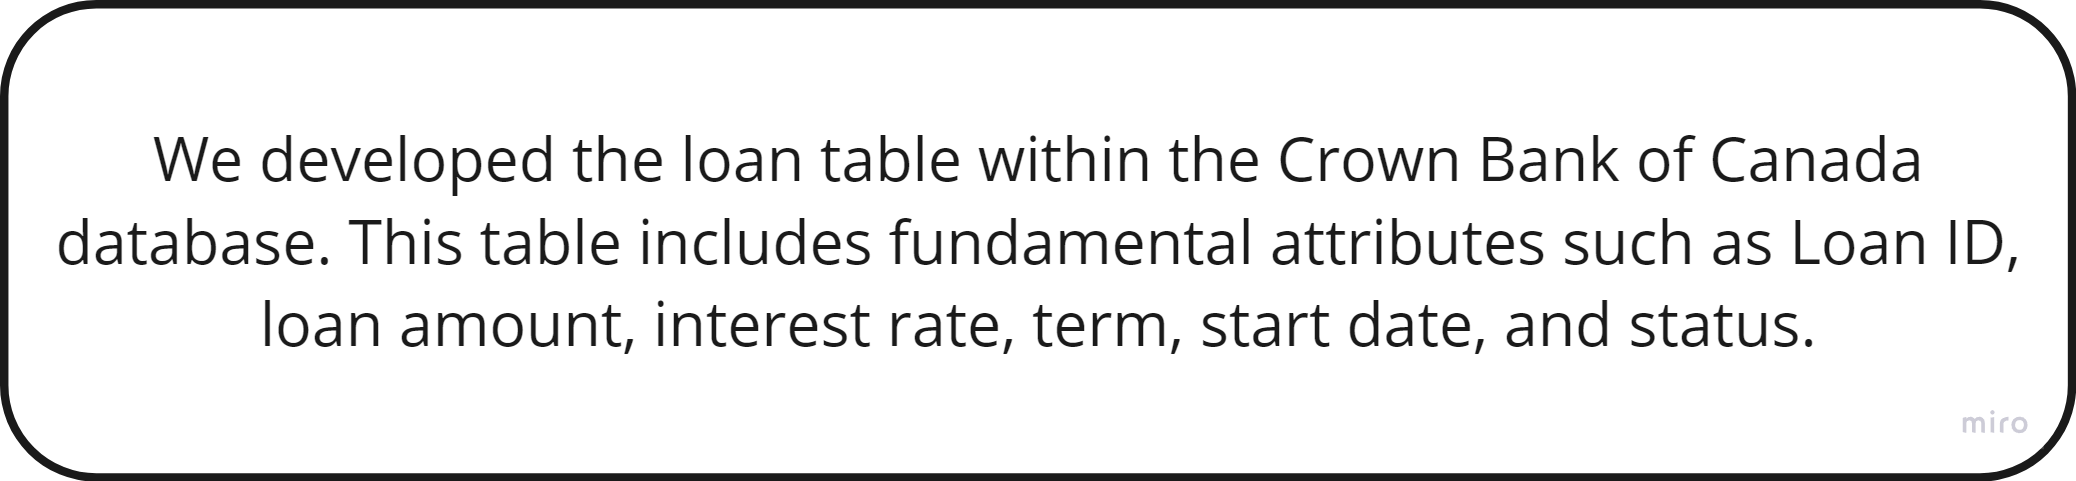 We developed the loan table within the Crown Bank of Canada
database. This table includes fundamental attributes such as Loan ID,
loan amount, interest rate, term, start date, and status.
miro